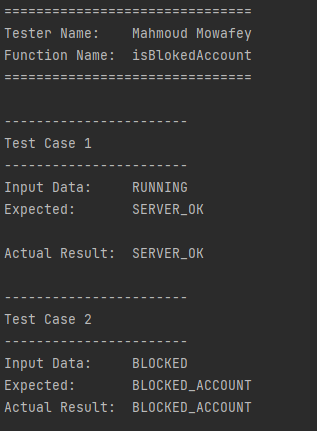 ===============================
Tester Name:    Mahmoud Mowafey
Function Name:  isBlokedAccount
===============================
-----------------------
Test Case 1
-----------------------
Input Data:     RUNNING
Expected:       SERVER_OK
Actual Result:  SERVER_OK
-----------------------
Test Case 2
-----------------------
Input Data:     BLOCKED
Expected:       BLOCKED_ACCOUNT
Actual Result:  BLOCKED_ACCOUNT